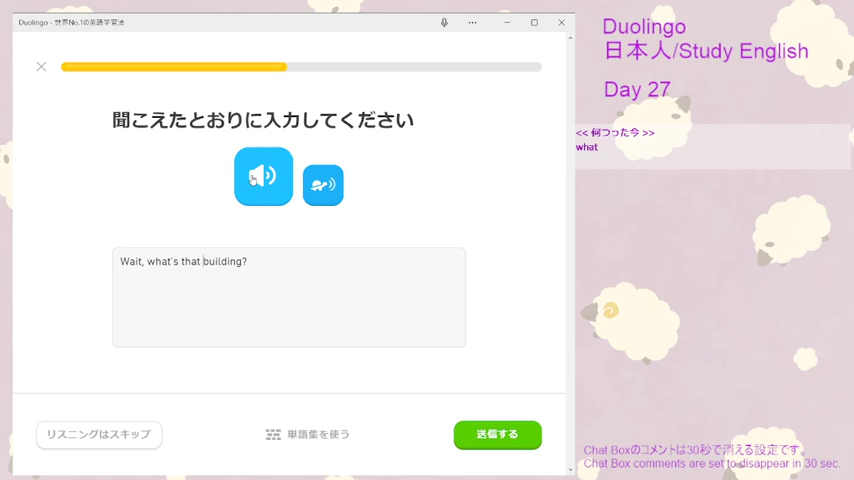 Duolingo - 世界No.1の英語学習法
聞こえたとおりに入力してください
Wait, what's that building?
リスニングはスキップ
単語集を使う
送信する
Duolingo
日本人/Study English
Day 27
<< 何つった今 >>
what
Chat Boxのコメントは30秒で消える設定です
Chat Box comments are set to disappear in 30 sec.